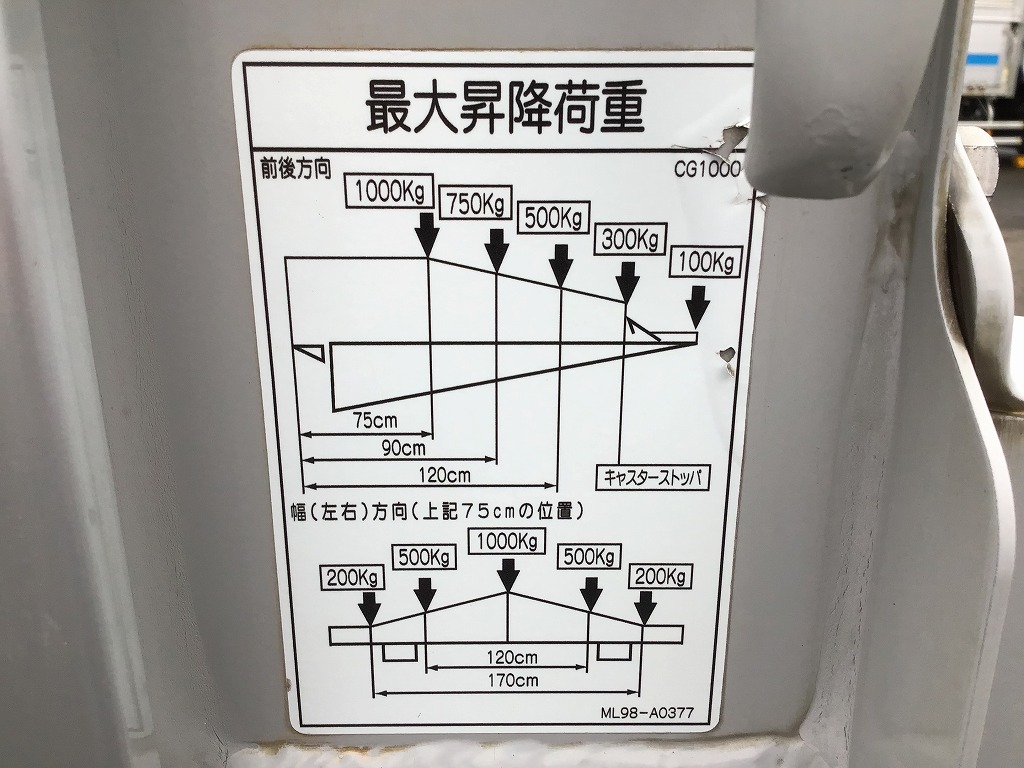 最大昇降荷重
前後方向
CG1000
1000Kg
750Kg
500Kg
300Kg
100Kg
75cm
90cm
120cm
キャスターストッパ
幅(左右)方向(上記75cmの位置)
200Kg
500Kg
1000Kg
500Kg
200Kg
120cm
170cm
ML98-A0377